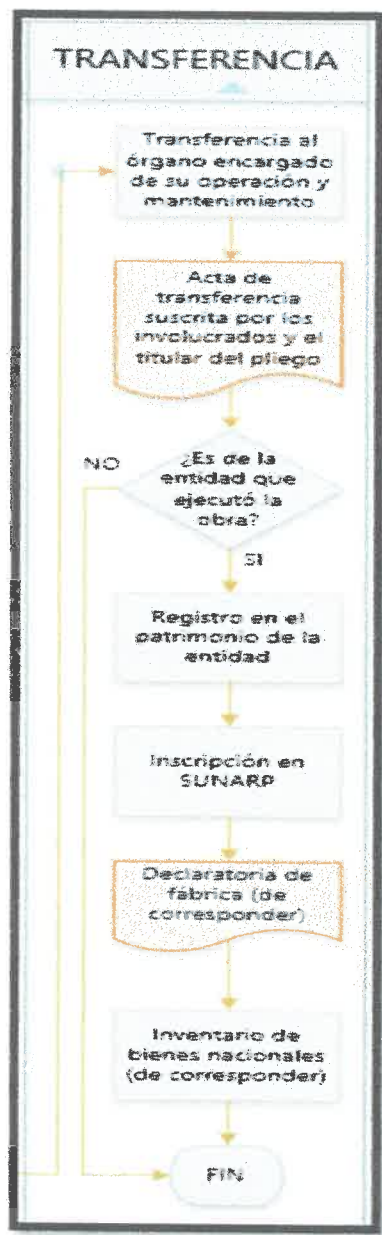 TRANSFERENCIA
Transferencia al
órgano encargado
de su operación y
mantenimiento
Acta de
transferencia
suscrita por los
involucrados y el
titular del pliego
¿Es de la
entidad que
ejecutó la
obra?
NO
SI
Registro en el
patrimonio de la
entidad
Inscripción en
SUNARP
Declaratoria de
fábrica (de
corresponder)
Inventario de
bienes nacionales
(de corresponder)
FIN